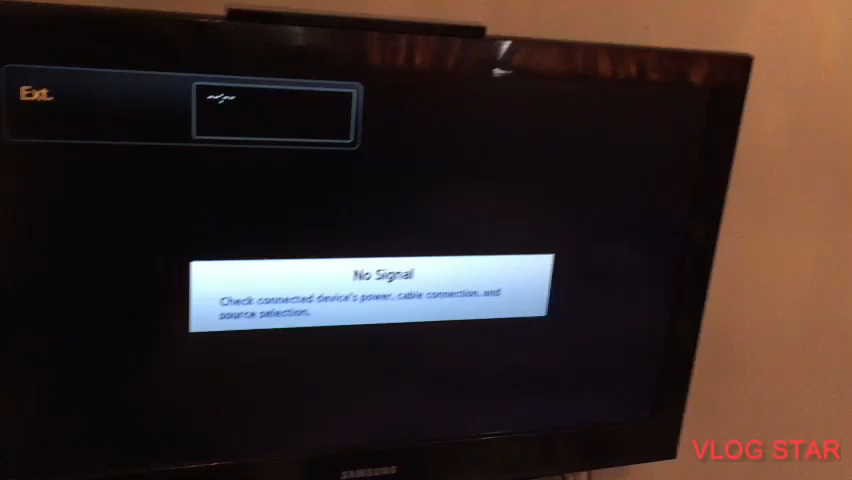 Ext.
--:--
No Signal
Check connected device's power, cable connection, and
source selection.
SAMSUNG
VLOG STAR